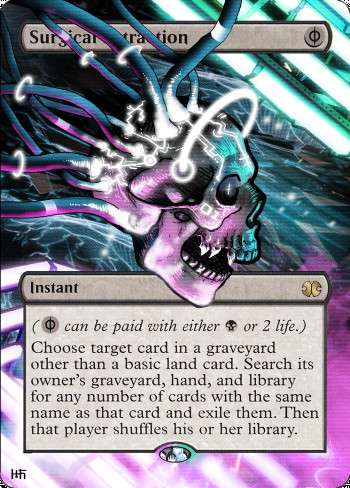 Surgical Extraction
Instant
( can be paid with either or 2 life.)
Choose target card in a graveyard
other than a basic land card. Search its
owner's graveyard, hand, and library
for any number of cards with the same
name as that card and exile them. Then
that player shuffles his or her library.